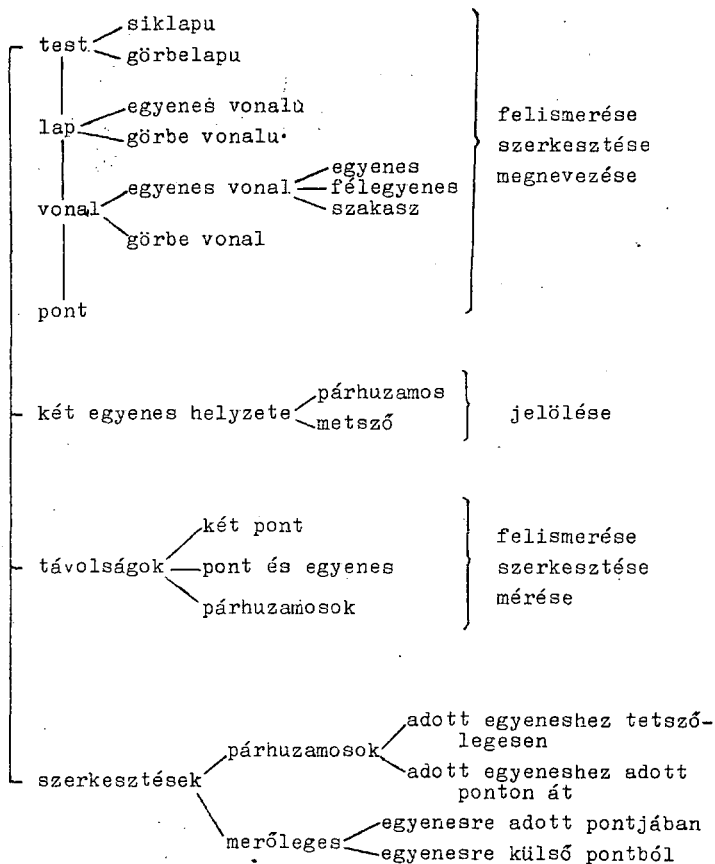 siklapu
test
görbelapu
egyenes vonalu
lap
görbe vonalu
felismerése
szerkesztése
megnevezése
egyenes
egyenes vonal
félegyenes
szakasz
vonal
görbe vonal
pont
két egyenes helyzete
párhuzamos
metsző
jelölése
két pont
távolságok
pont és egyenes
párhuzamosok
felismerése
szerkesztése
mérése
adott egyeneshez tetsző-
legesen
párhuzamosok
adott egyeneshez adott
ponton át
szerkesztések
merőleges
egyenesre adott pontjában
egyenesre külső pontból